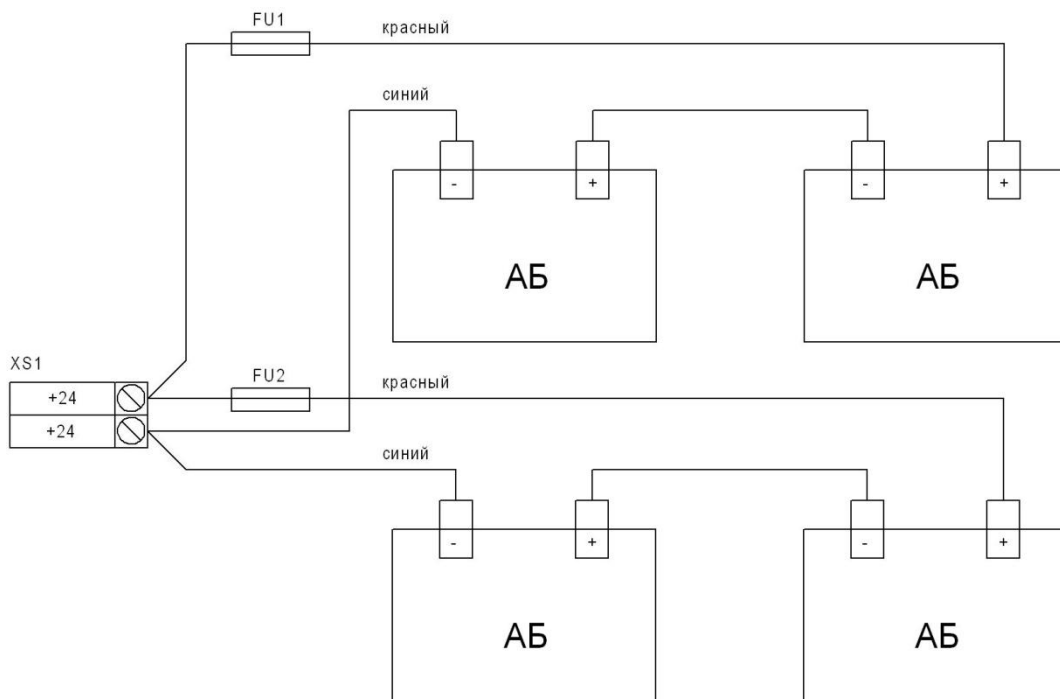 FU1
красный
синий
- + - +
АБ АБ
XS1
+24
FU2
красный
+24
синий
- + - +
АБ АБ